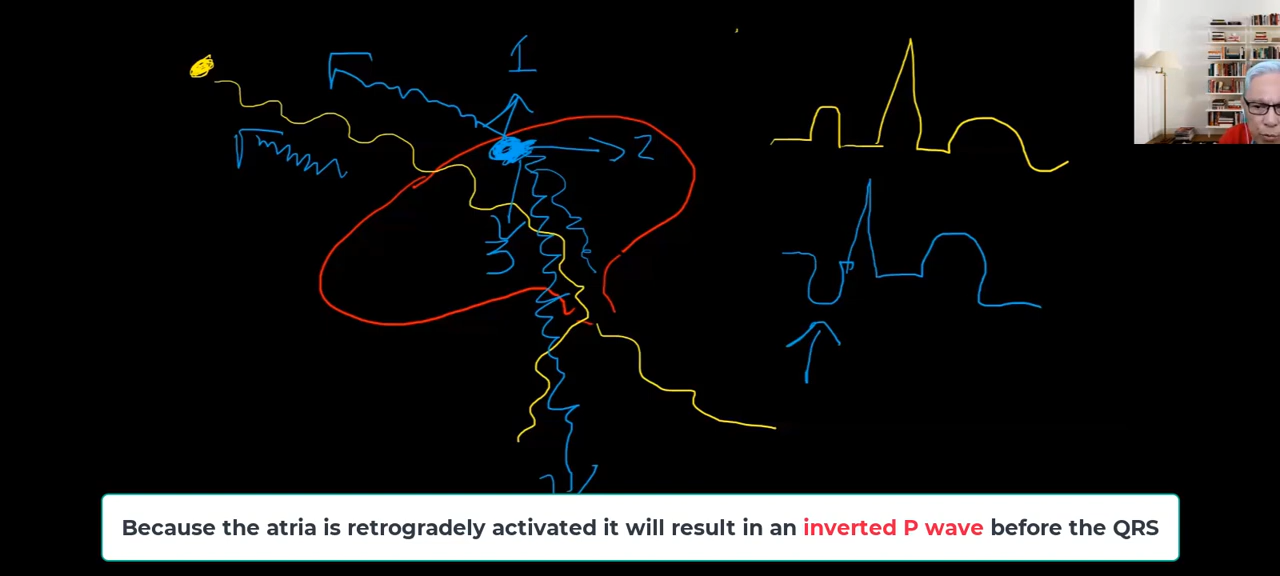 1
2
3
Because the atria is retrogradely activated it will result in an inverted P wave before the QRS